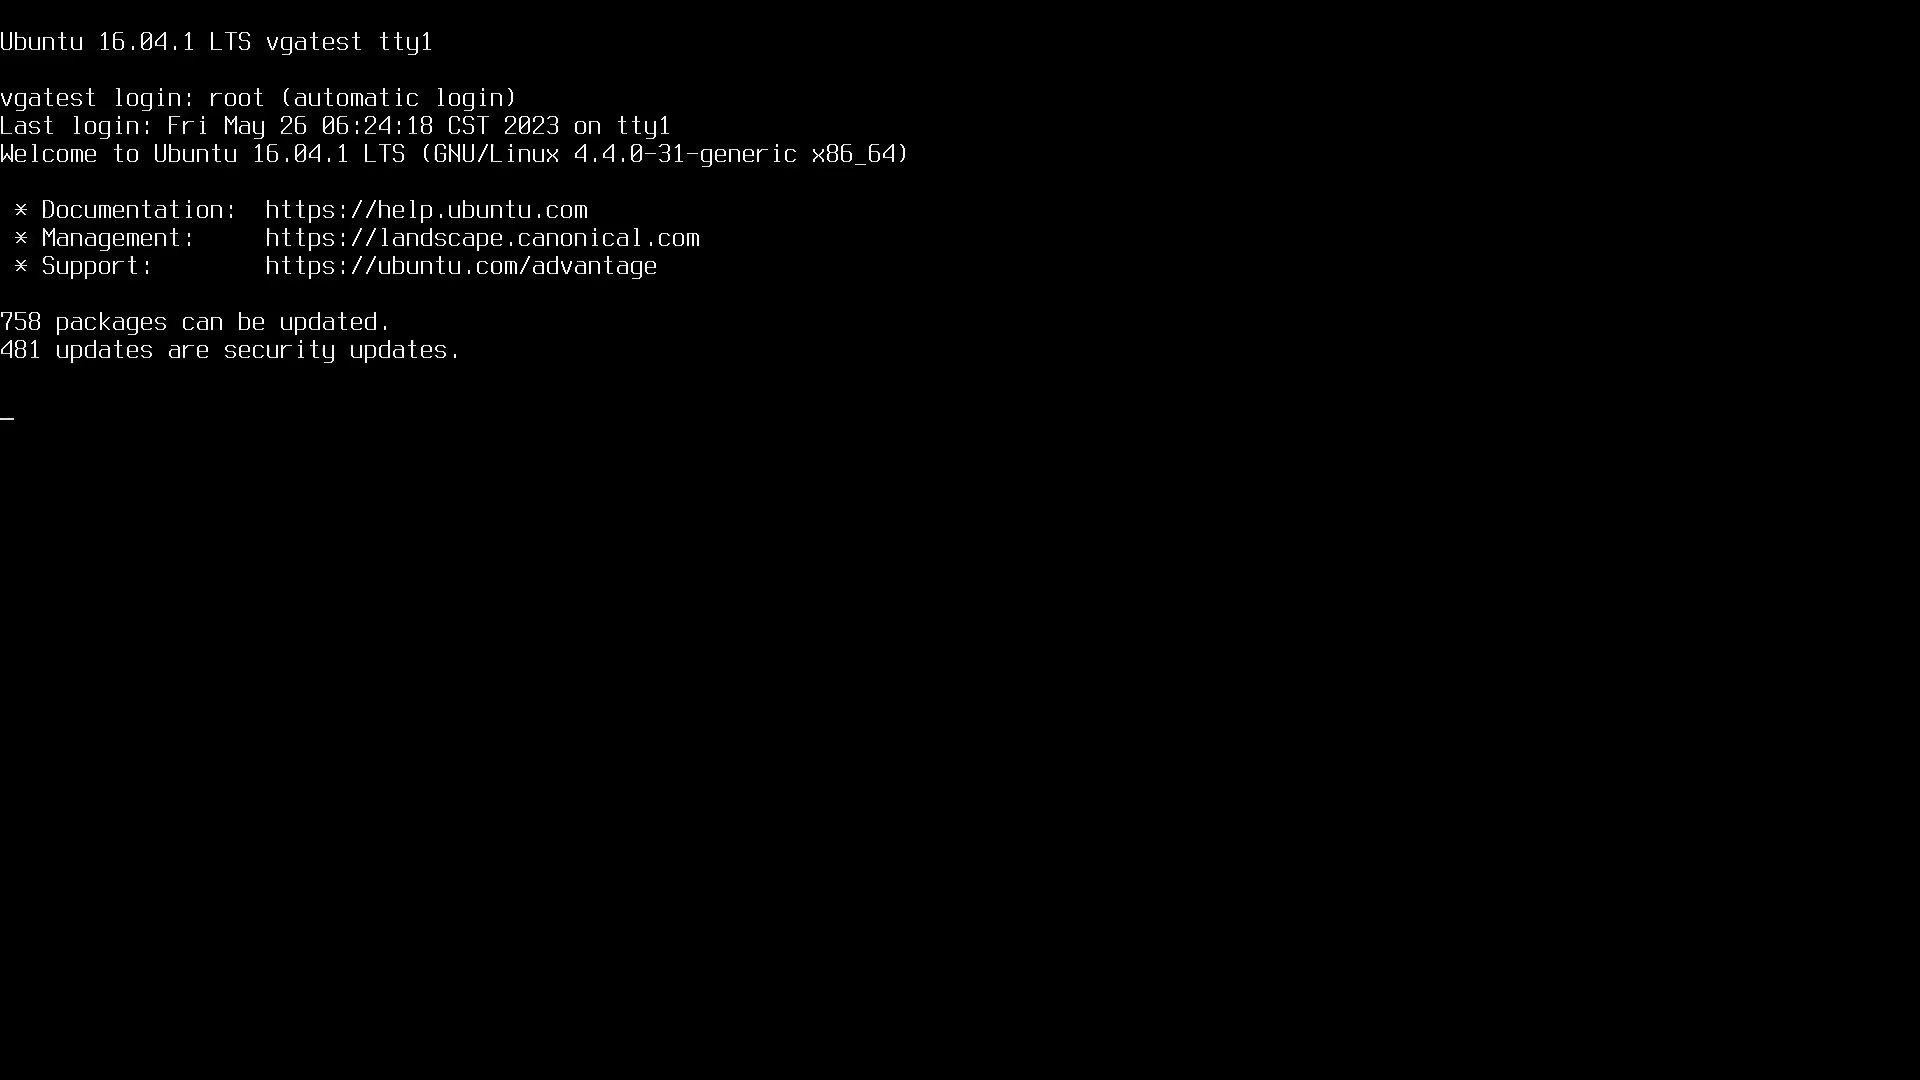 Ubuntu 16.04.1 LTS vgatest tty1
vgatest login: root (automatic login)
Last login: Fri May 26 06:24:18 CST 2023 on tty1
Welcome to Ubuntu 16.04.1 LTS (GNU/Linux 4.4.0-31-generic x86_64)
* Documentation:  https://help.ubuntu.com
* Management:     https://landscape.canonical.com
* Support:        https://ubuntu.com/advantage
758 packages can be updated.
481 updates are security updates.